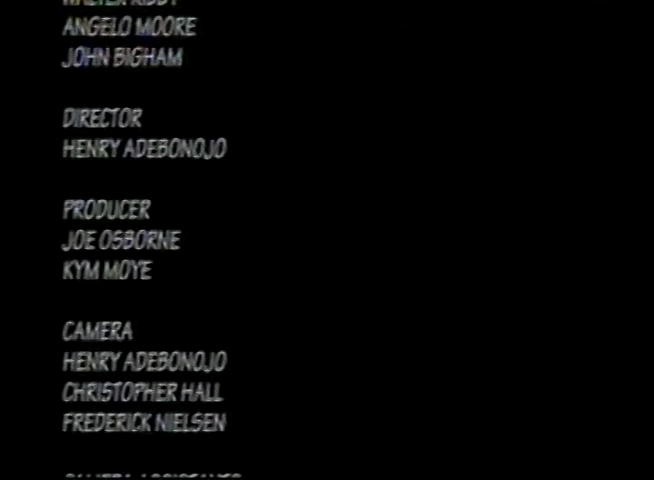 ANGELO MOORE
JOHN BIGHAM
DIRECTOR
HENRY ADEBONOJO
PRODUCER
JOE OSBORNE
KYM MOYE
CAMERA
HENRY ADEBONOJO
CHRISTOPHER HALL
FREDERICK NIELSEN